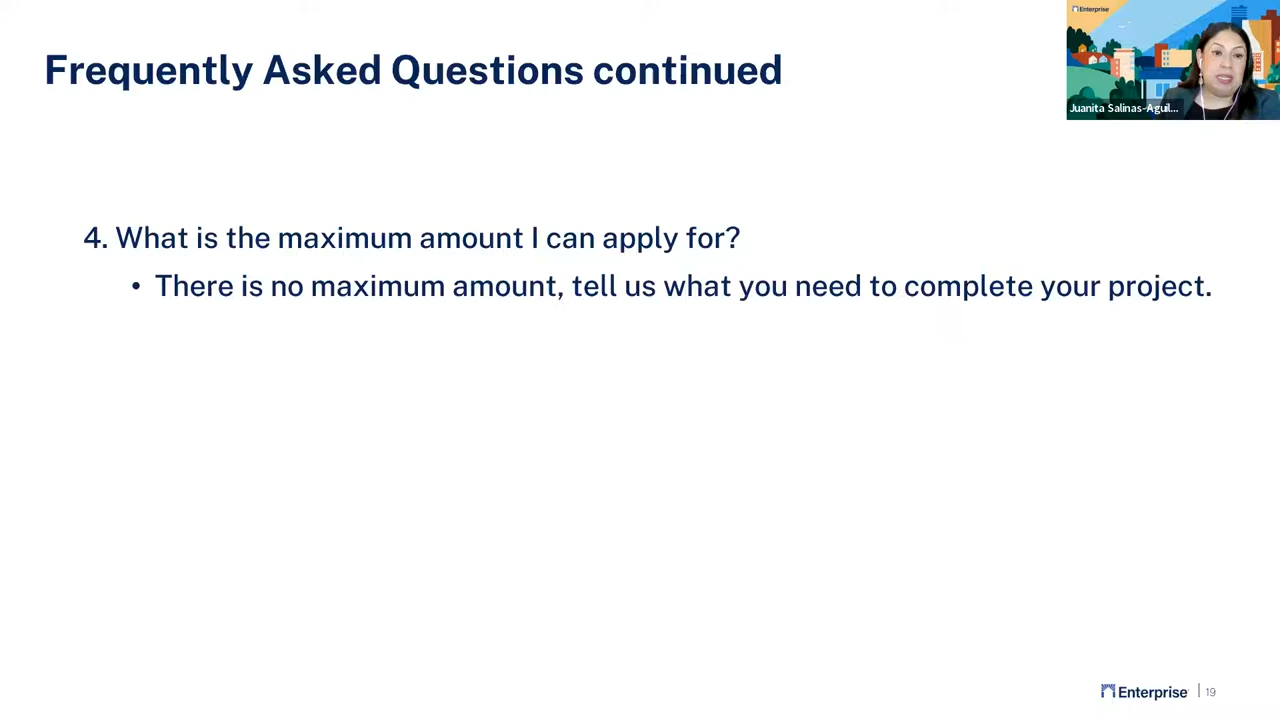 Enterprise
Frequently Asked Questions continued
Juanita Salinas-Aguil...
4. What is the maximum amount I can apply for?
• There is no maximum amount, tell us what you need to complete your project.
Enterprise | 19